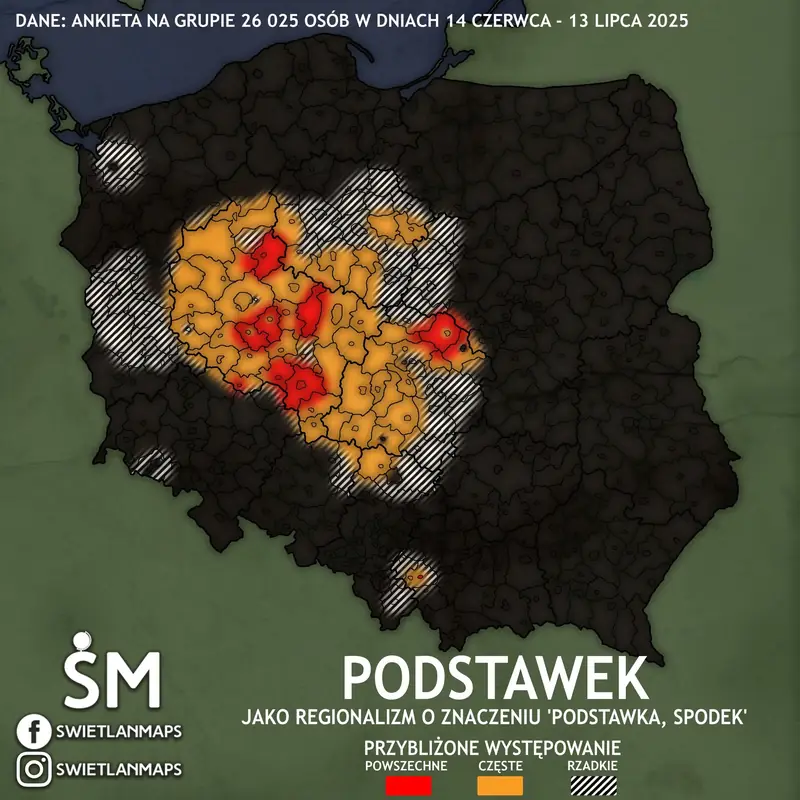 DANE: ANKIETA NA GRUPIE 26 025 OSÓB W DNIACH 14 CZERWCA - 13 LIPCA 2025
ŚM
SWIETLANMAPS
SWIETLANMAPS
PODSTAWEK
JAKO REGIONALIZM O ZNACZENIU 'PODSTAWKA, SPODEK'
PRZYBLIŻONE WYSTĘPOWANIE
POWSZECHNE CZĘSTE RZADKIE